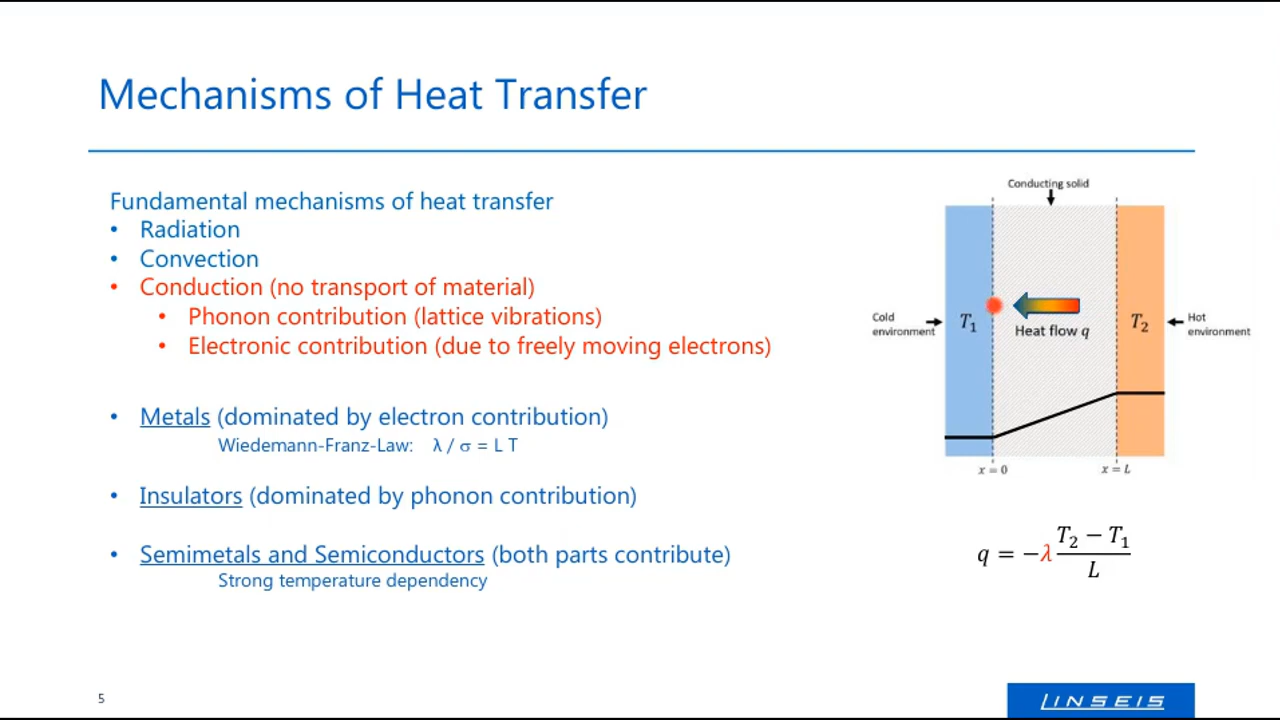 Mechanisms of Heat Transfer
Fundamental mechanisms of heat transfer
• Radiation
• Convection
• Conduction (no transport of material)
• Phonon contribution (lattice vibrations)
• Electronic contribution (due to freely moving electrons)
• Metals (dominated by electron contribution)
Wiedemann-Franz-Law: λ / σ = L T
• Insulators (dominated by phonon contribution)
• Semimetals and Semiconductors (both parts contribute)
Strong temperature dependency
Conducting solid
Cold
environment
T₁
Heat flow q
T₂
Hot
environment
x = 0
x = L
q = −λ (T₂ − T₁) / L
5
LINSEIS